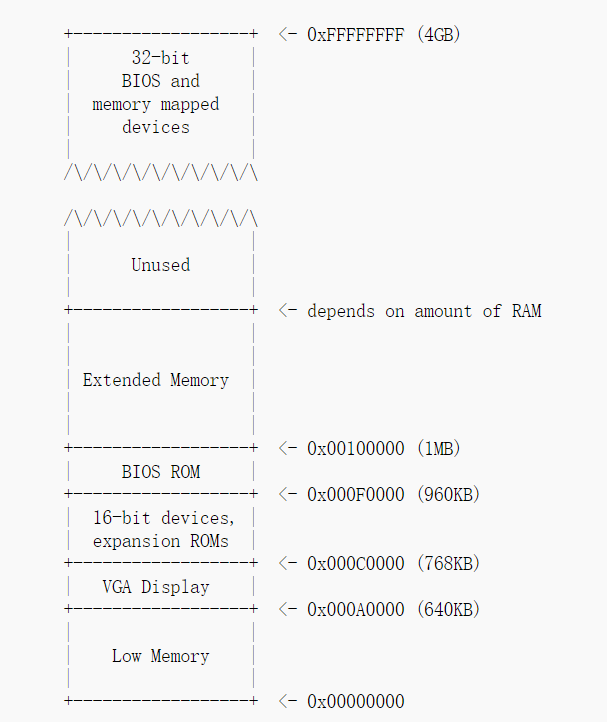 +------------------+  <- 0xFFFFFFFF (4GB)
|      32-bit      |
|     BIOS and     |
|  memory mapped   |
|     devices      |
|                  |
/\/\/\/\/\/\/\/\/\/\

/\/\/\/\/\/\/\/\/\/\
|                  |
|      Unused      |
|                  |
+------------------+  <- depends on amount of RAM
|                  |
|                  |
| Extended Memory  |
|                  |
|                  |
+------------------+  <- 0x00100000 (1MB)
|     BIOS ROM     |
+------------------+  <- 0x000F0000 (960KB)
|  16-bit devices, |
|  expansion ROMs  |
+------------------+  <- 0x000C0000 (768KB)
|   VGA Display    |
+------------------+  <- 0x000A0000 (640KB)
|                  |
|    Low Memory    |
|                  |
+------------------+  <- 0x00000000